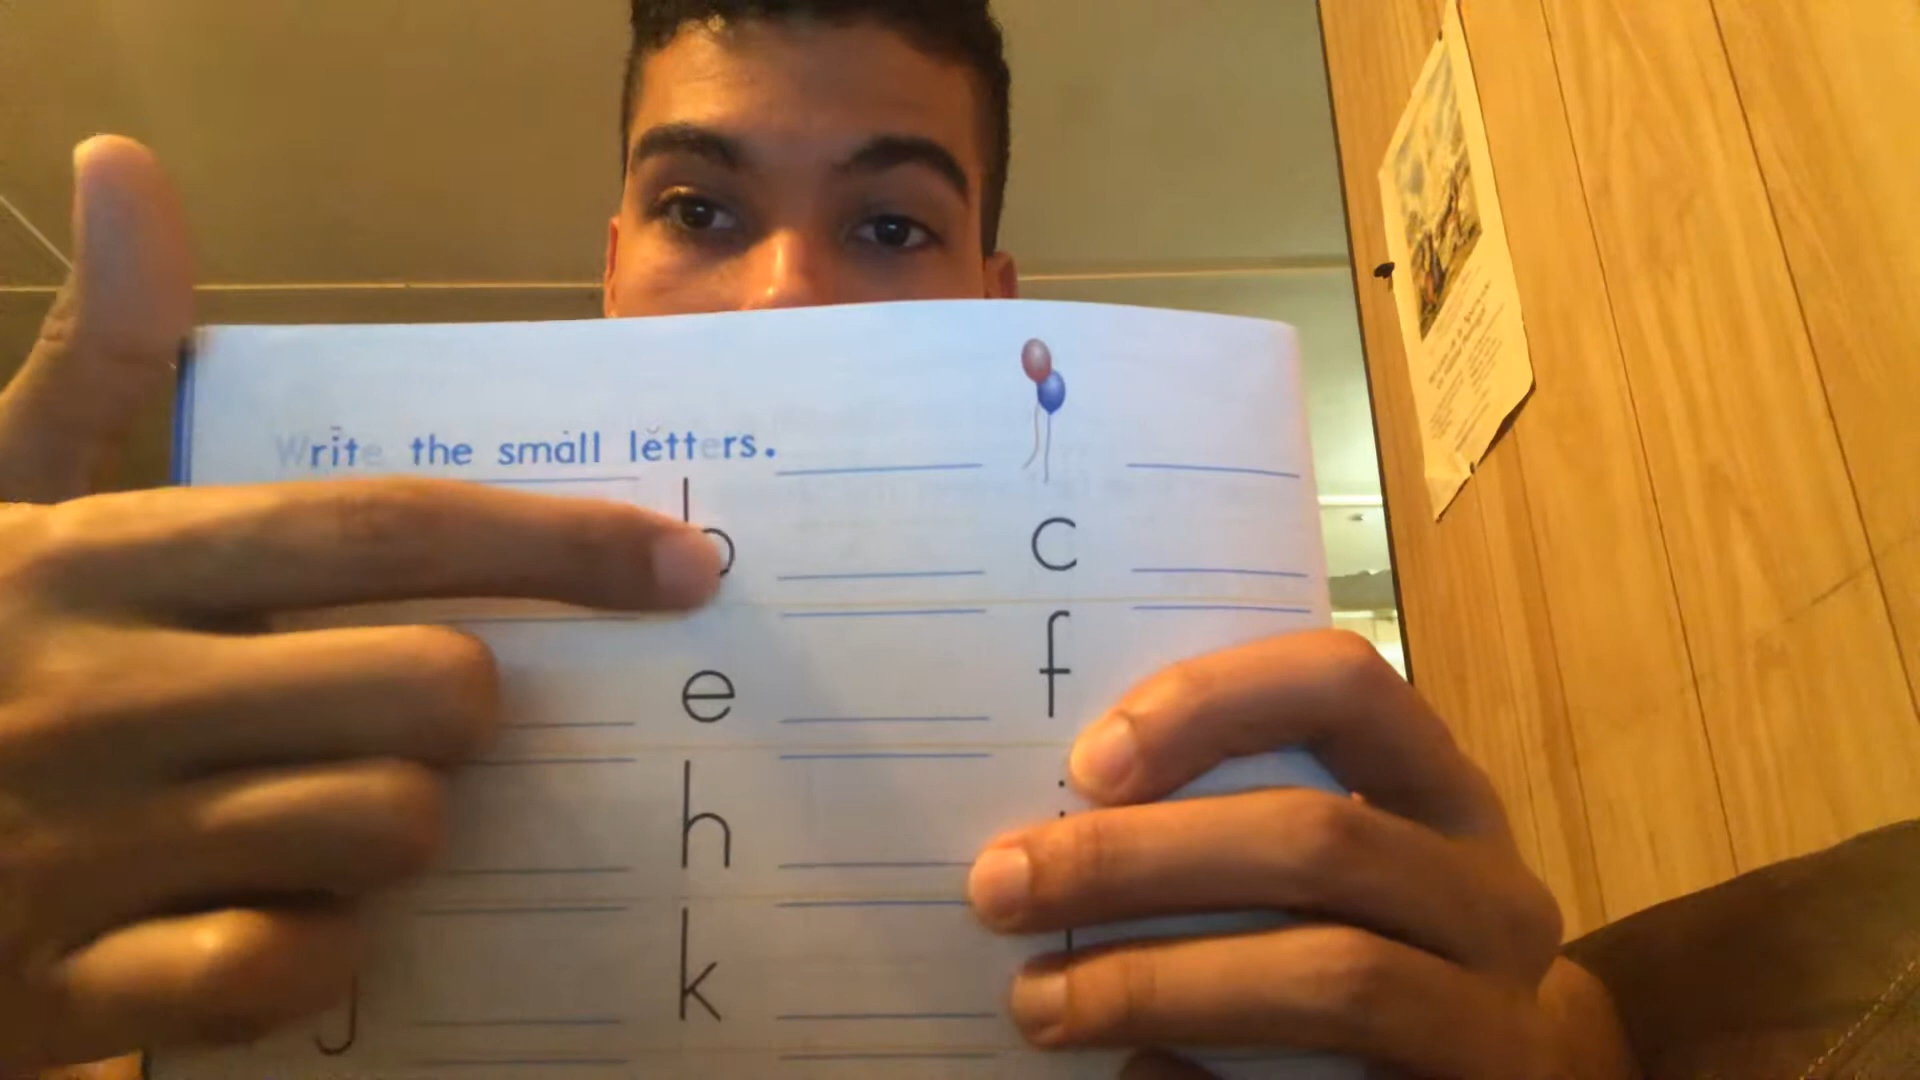 Write the small letters.
b c
e f
h i
j k